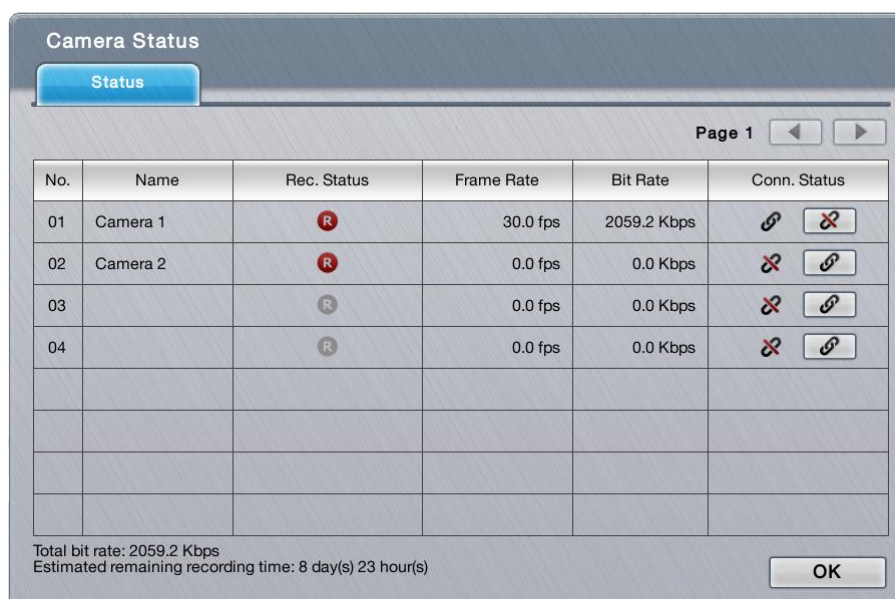 Camera Status
Status
Page 1
No. Name Rec. Status Frame Rate Bit Rate Conn. Status
01 Camera 1 R 30.0 fps 2059.2 Kbps
02 Camera 2 R 0.0 fps 0.0 Kbps
03 R 0.0 fps 0.0 Kbps
04 R 0.0 fps 0.0 Kbps
Total bit rate: 2059.2 Kbps
Estimated remaining recording time: 8 day(s) 23 hour(s)
OK